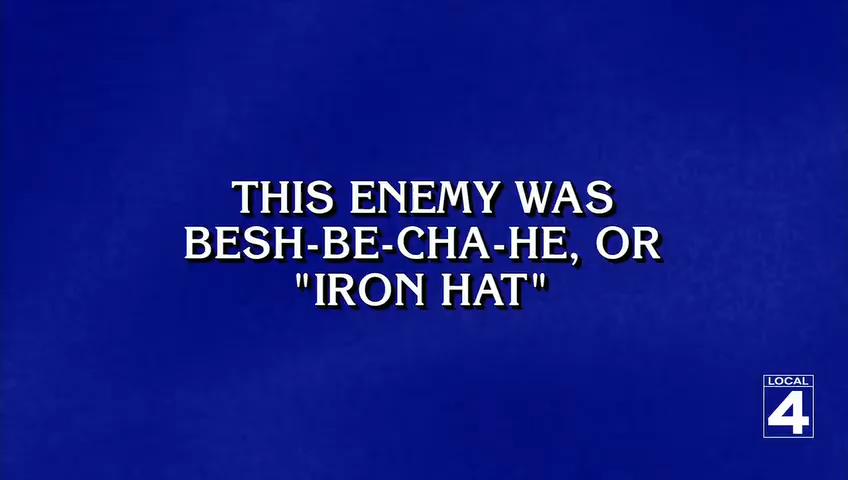 THIS ENEMY WAS
BESH-BE-CHA-HE, OR
"IRON HAT"
LOCAL
4